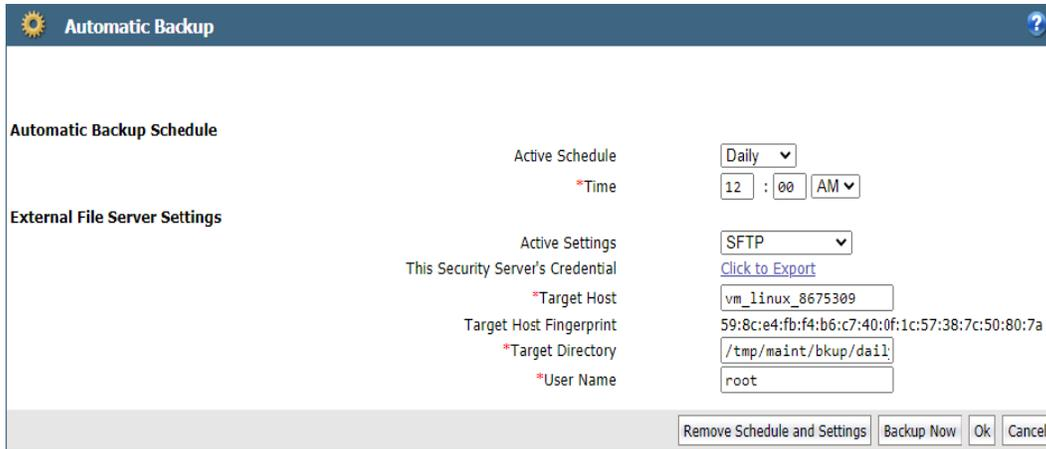 Automatic Backup
?
Automatic Backup Schedule
Active Schedule Daily
*Time 12 : 00 AM
External File Server Settings
Active Settings SFTP
This Security Server's Credential Click to Export
*Target Host vm_linux_8675309
Target Host Fingerprint 59:8c:e4:fb:f4:b6:c7:40:0f:1c:57:38:7c:50:80:7a
*Target Directory /tmp/maint/bkup/dail
*User Name root
Remove Schedule and Settings Backup Now Ok Cancel